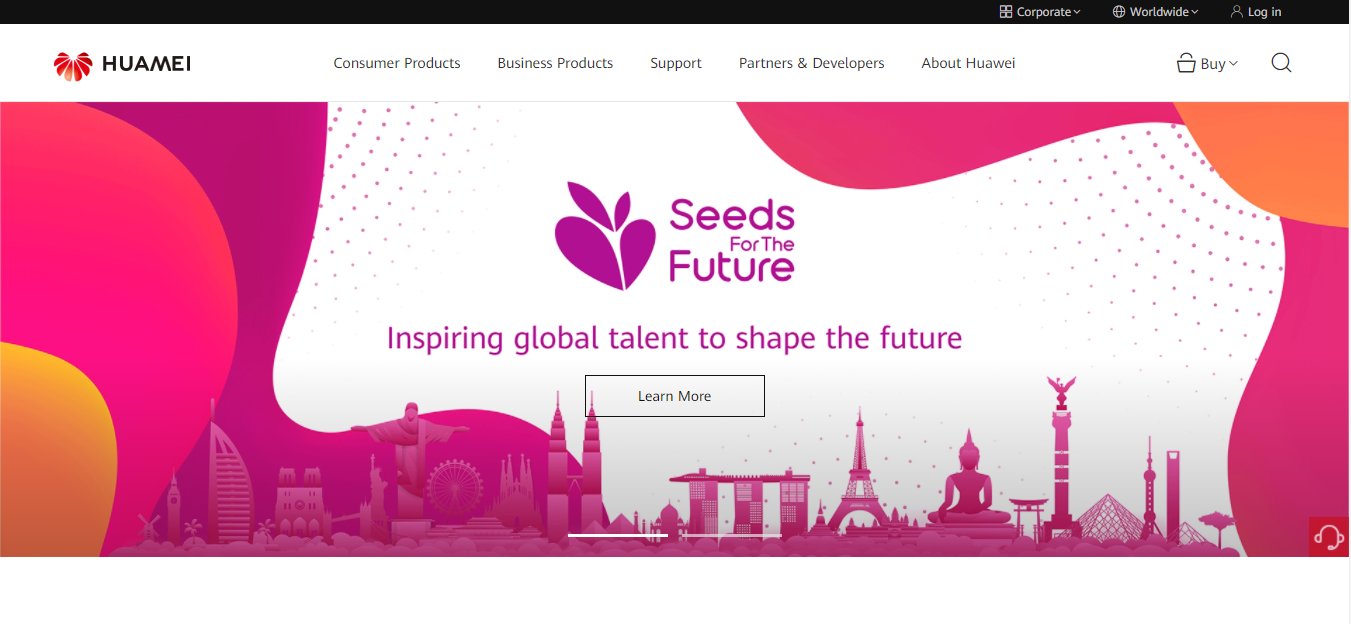 Corporate
Worldwide
Log in
HUAMEI
Consumer Products
Business Products
Support
Partners & Developers
About Huawei
Buy
Seeds
For The
Future
Inspiring global talent to shape the future
Learn More